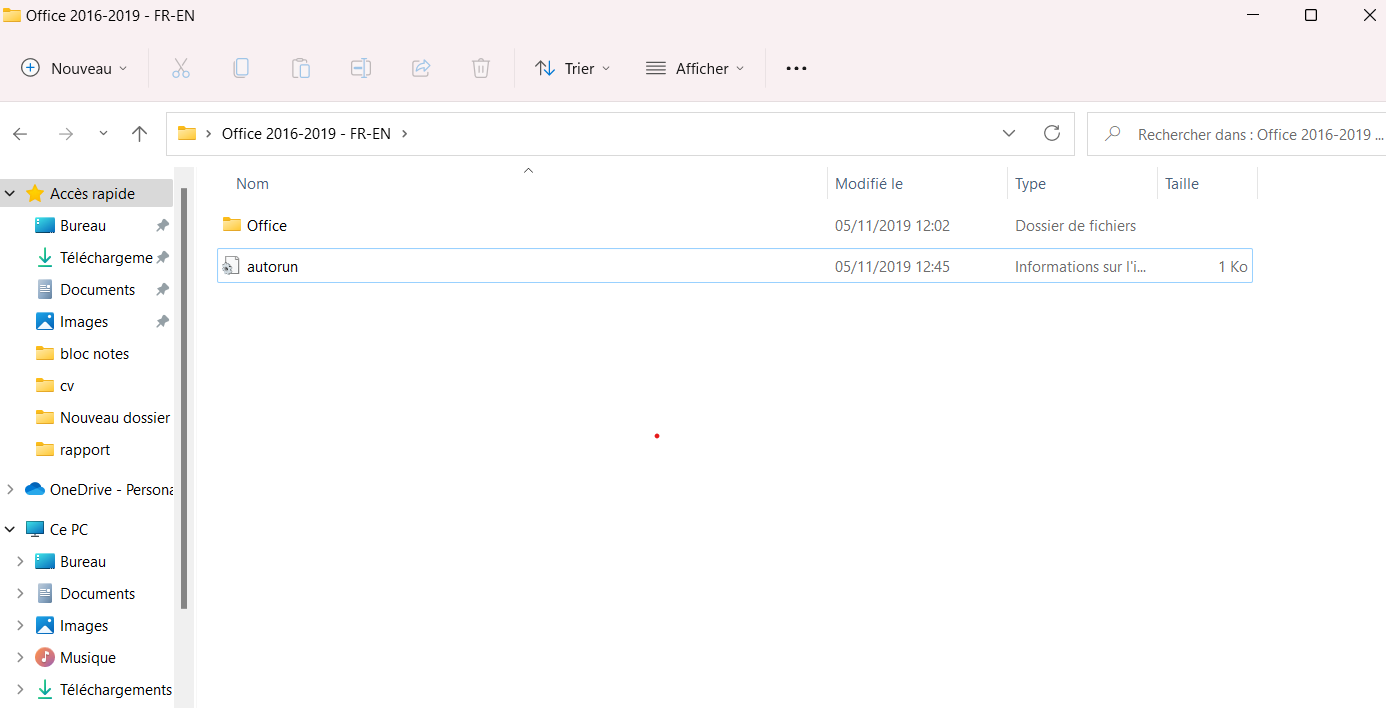 Office 2016-2019 - FR-EN
Nouveau
Trier
Afficher
Office 2016-2019 - FR-EN
Rechercher dans : Office 2016-2019 ...
Nom Modifié le Type Taille
Office 05/11/2019 12:02 Dossier de fichiers
autorun 05/11/2019 12:45 Informations sur l'i... 1 Ko
Accès rapide
Bureau
Téléchargeme
Documents
Images
bloc notes
cv
Nouveau dossier
rapport
OneDrive - Persona
Ce PC
Bureau
Documents
Images
Musique
Téléchargements